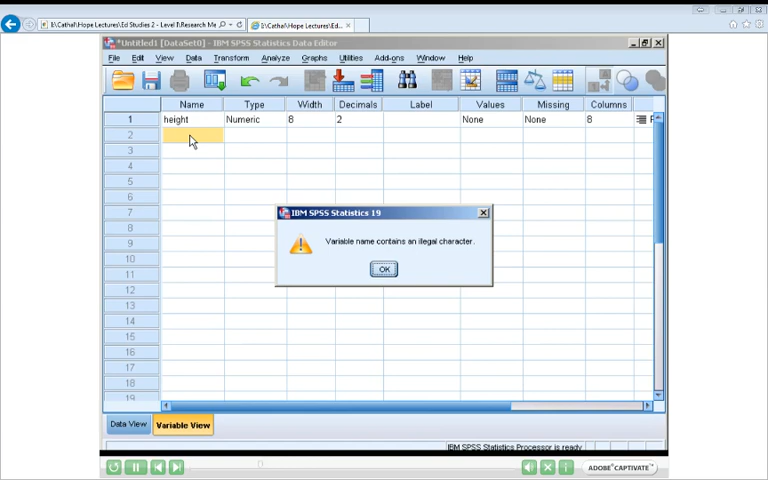 I:\Cathal\Hope Lectures\Ed Studies 2 - Level I\Research Me
I:\Cathal\Hope Lectures\Ed Studies 2 - Level I...
*Untitled1 [DataSet0] - IBM SPSS Statistics Data Editor
File Edit View Data Transform Analyze Graphs Utilities Add-ons Window Help
Name Type Width Decimals Label Values Missing Columns
1 height Numeric 8 2 None None 8 R
2
3
4
5
6
7
8
9
10
11
12
13
14
15
16
17
18
19
IBM SPSS Statistics 19
Variable name contains an illegal character.
OK
Data View Variable View
IBM SPSS Statistics Processor is ready
ADOBE® CAPTIVATE™